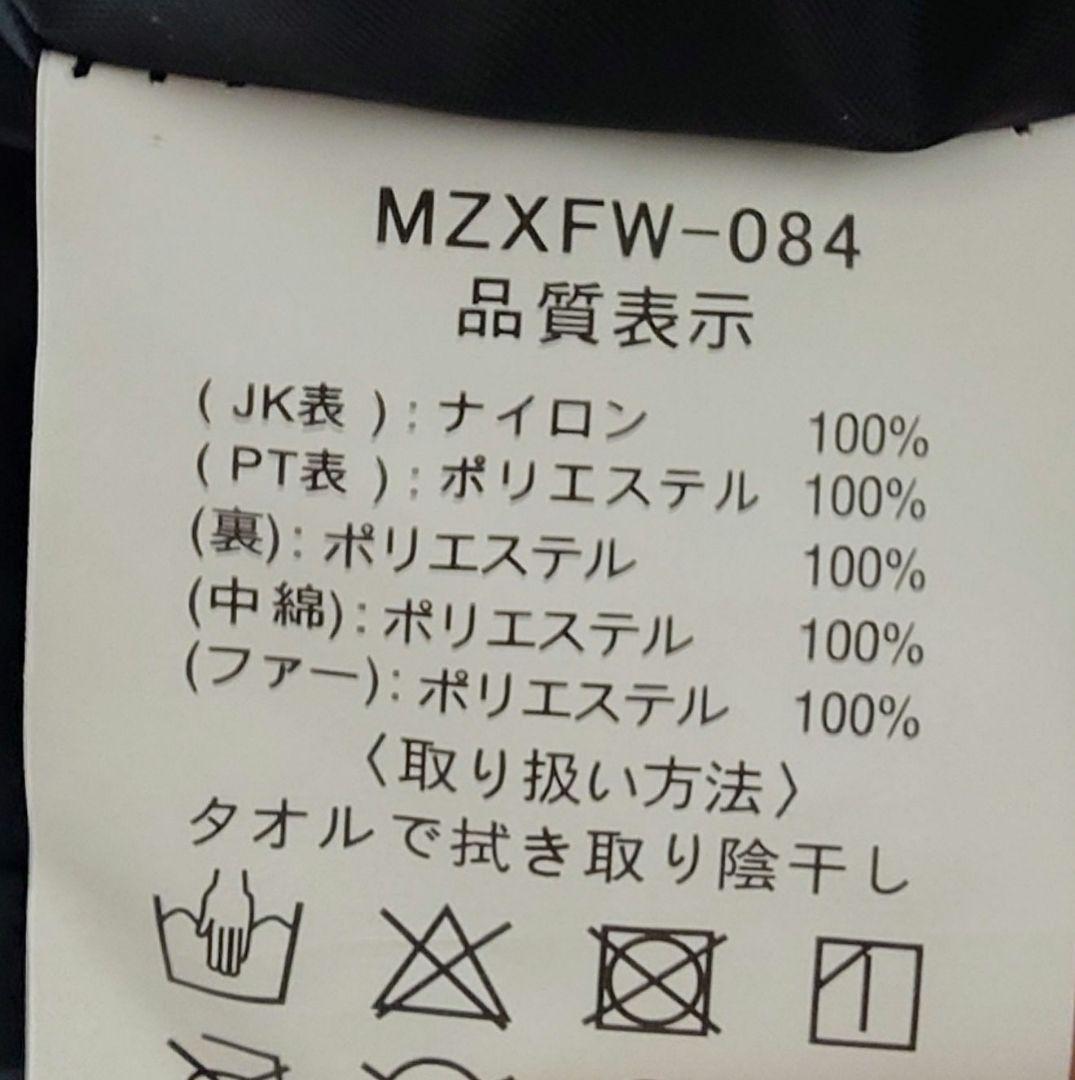 MZXFW-084
品質表示
( JK表 ) : ナイロン 100%
( PT表 ) : ポリエステル 100%
(裏) : ポリエステル 100%
(中綿) : ポリエステル 100%
(ファー) : ポリエステル 100%
〈取り扱い方法〉
タオルで拭き取り陰干し